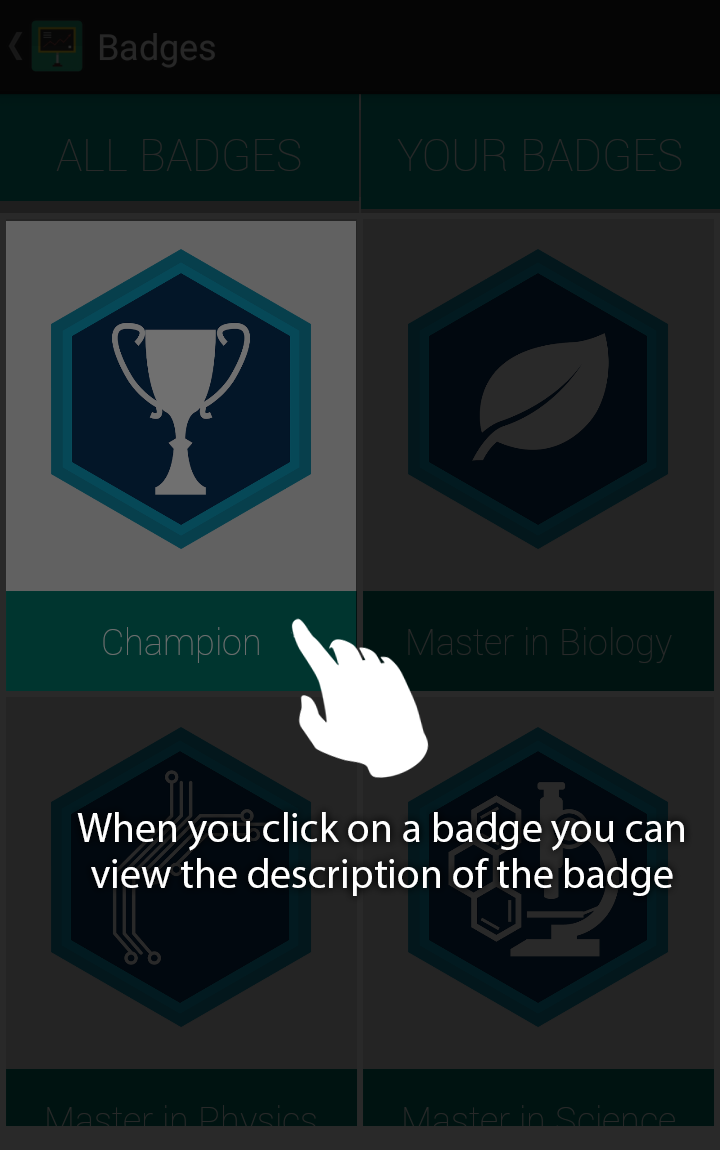 Badges
ALL BADGES
YOUR BADGES
Champion
Master in Biology
When you click on a badge you can
view the description of the badge
Master in Physics
Master in Science